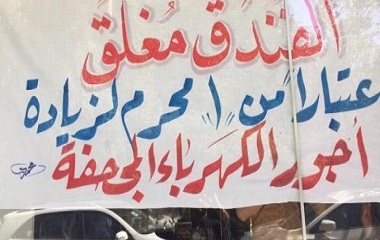 الفندق مغلق
عتباراً من ١ محرم لزيادة
أجور الكهرباء المجحفة